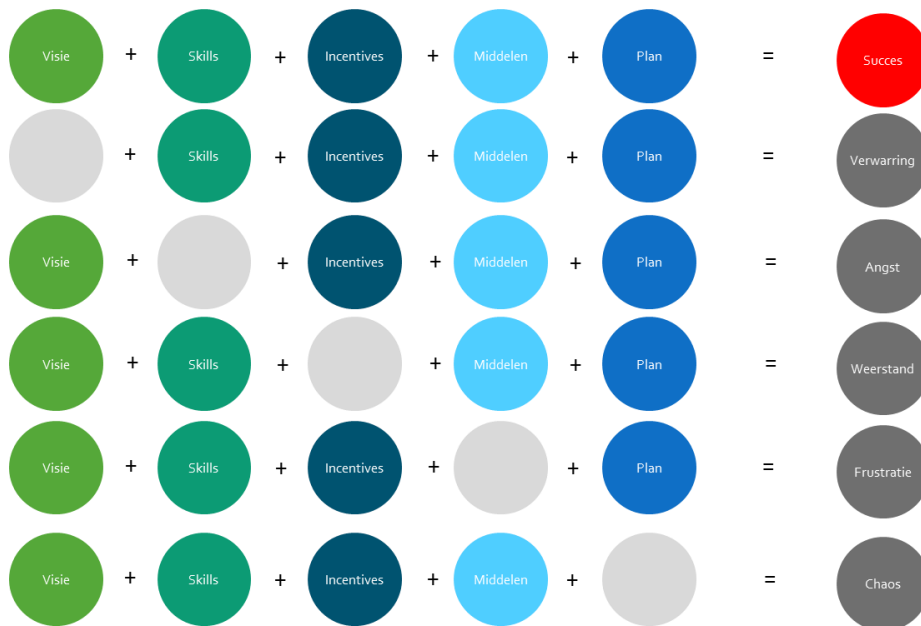 Visie + Skills + Incentives + Middelen + Plan = Succes
+ Skills + Incentives + Middelen + Plan = Verwarring
Visie + + Incentives + Middelen + Plan = Angst
Visie + Skills + + Middelen + Plan = Weerstand
Visie + Skills + Incentives + + Plan = Frustratie
Visie + Skills + Incentives + Middelen + = Chaos